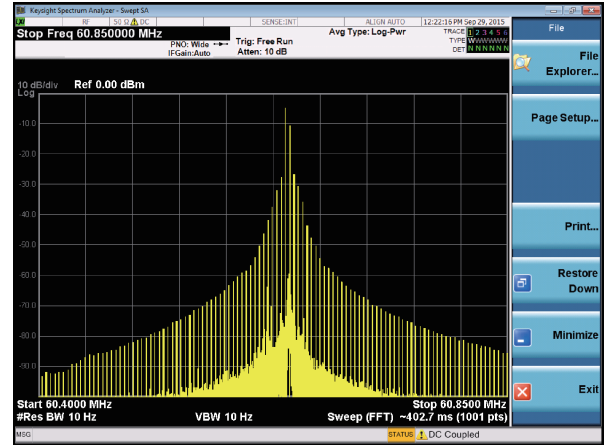 Keysight Spectrum Analyzer - Swept SA
RF 50 Ω DC SENSE:INT ALIGN AUTO 12:22:16 PM Sep 29, 2015
Stop Freq 60.850000 MHz
PNO: Wide
IFGain:Auto
Trig: Free Run
Atten: 10 dB
Avg Type: Log-Pwr
TRACE 1 2 3 4 5 6
TYPE WWWWWW
DET N N N N N N
10 dB/div Ref 0.00 dBm
Log
-10.0
-20.0
-30.0
-40.0
-50.0
-60.0
-70.0
-80.0
-90.0
Start 60.4000 MHz Stop 60.8500 MHz
#Res BW 10 Hz VBW 10 Hz Sweep (FFT) ~402.7 ms (1001 pts)
MSG STATUS DC Coupled
File
File
Explorer...
Page Setup...
Print...
Restore
Down
Minimize
Exit